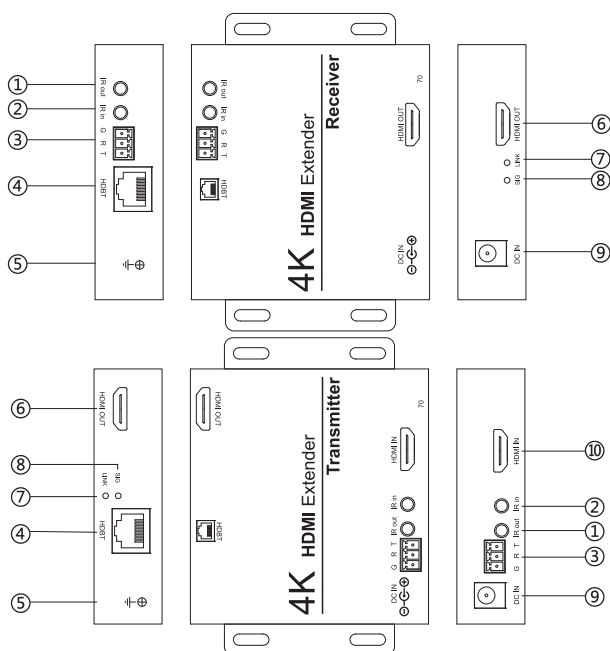 ①
IR out
②
IR in
③
G R T
④
HDBT
⑤
IR out
IR in
G R T
HDBT
4K HDMI Extender
Receiver
70
HDMI OUT
DC IN
HDMI OUT
⑥
LINK
⑦
SIG
⑧
DC IN
⑨
⑥
HDMI OUT
⑧
SIG
LINK
⑦
④
HDBT
⑤
HDMI OUT
HDBT
4K HDMI Extender
Transmitter
70
HDMI IN
IR in
IR out
G R T
DC IN
HDMI IN
⑩
IR in
②
IR out
①
G R T
③
DC IN
⑨